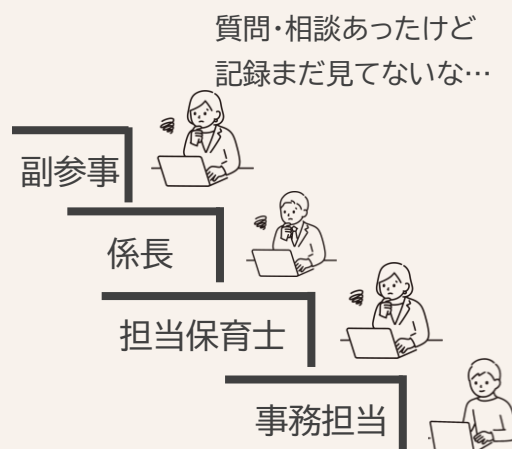 質問・相談あったけど
記録まだ見てないな…
副参事
係長
担当保育士
事務担当